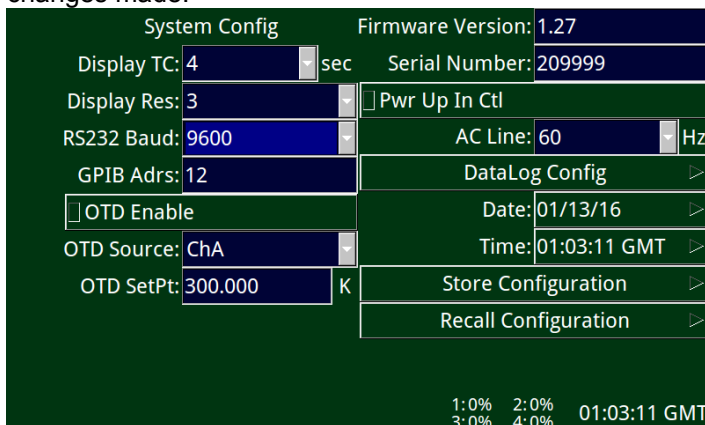 changes made.
System Config
Display TC: 4 sec
Display Res: 3
RS232 Baud: 9600
GPIB Adrs: 12
OTD Enable
OTD Source: ChA
OTD SetPt: 300.000 K
Firmware Version: 1.27
Serial Number: 209999
Pwr Up In Ctl
AC Line: 60 Hz
DataLog Config
Date: 01/13/16
Time: 01:03:11 GMT
Store Configuration
Recall Configuration
1:0% 2:0%
3:0% 4:0%
01:03:11 GMT